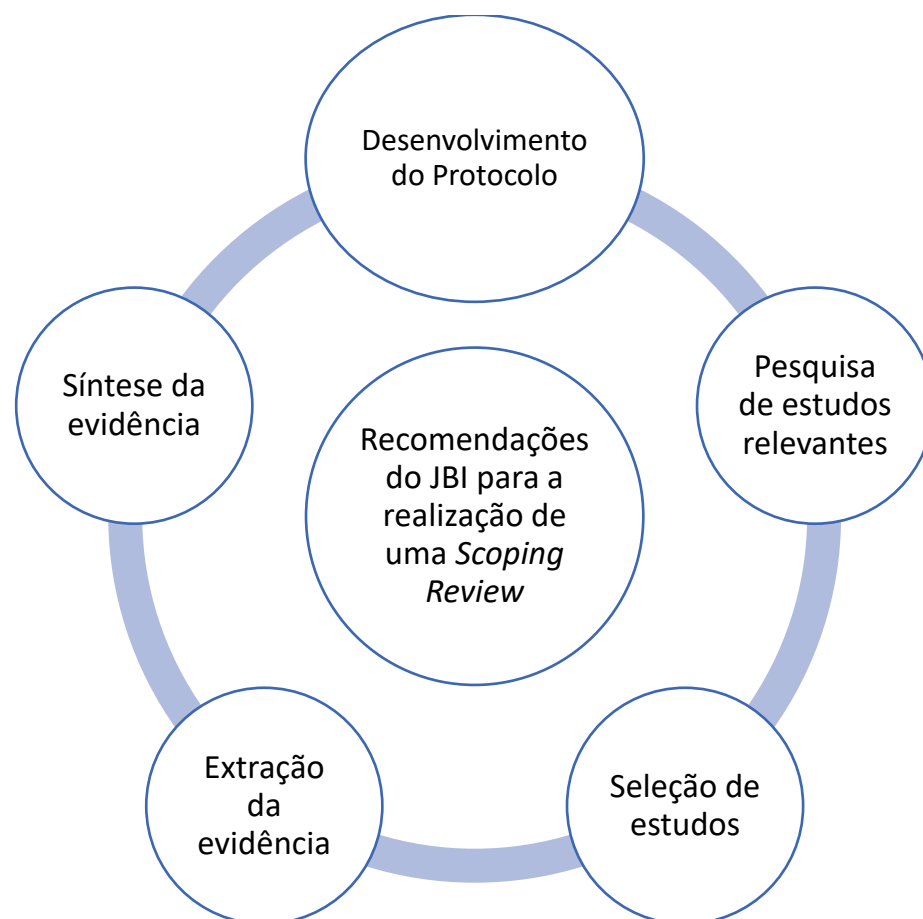 Desenvolvimento
do Protocolo
Pesquisa
de estudos
relevantes
Seleção de
estudos
Extração
da
evidência
Síntese da
evidência
Recomendações
do JBI para a
realização de
uma Scoping
Review